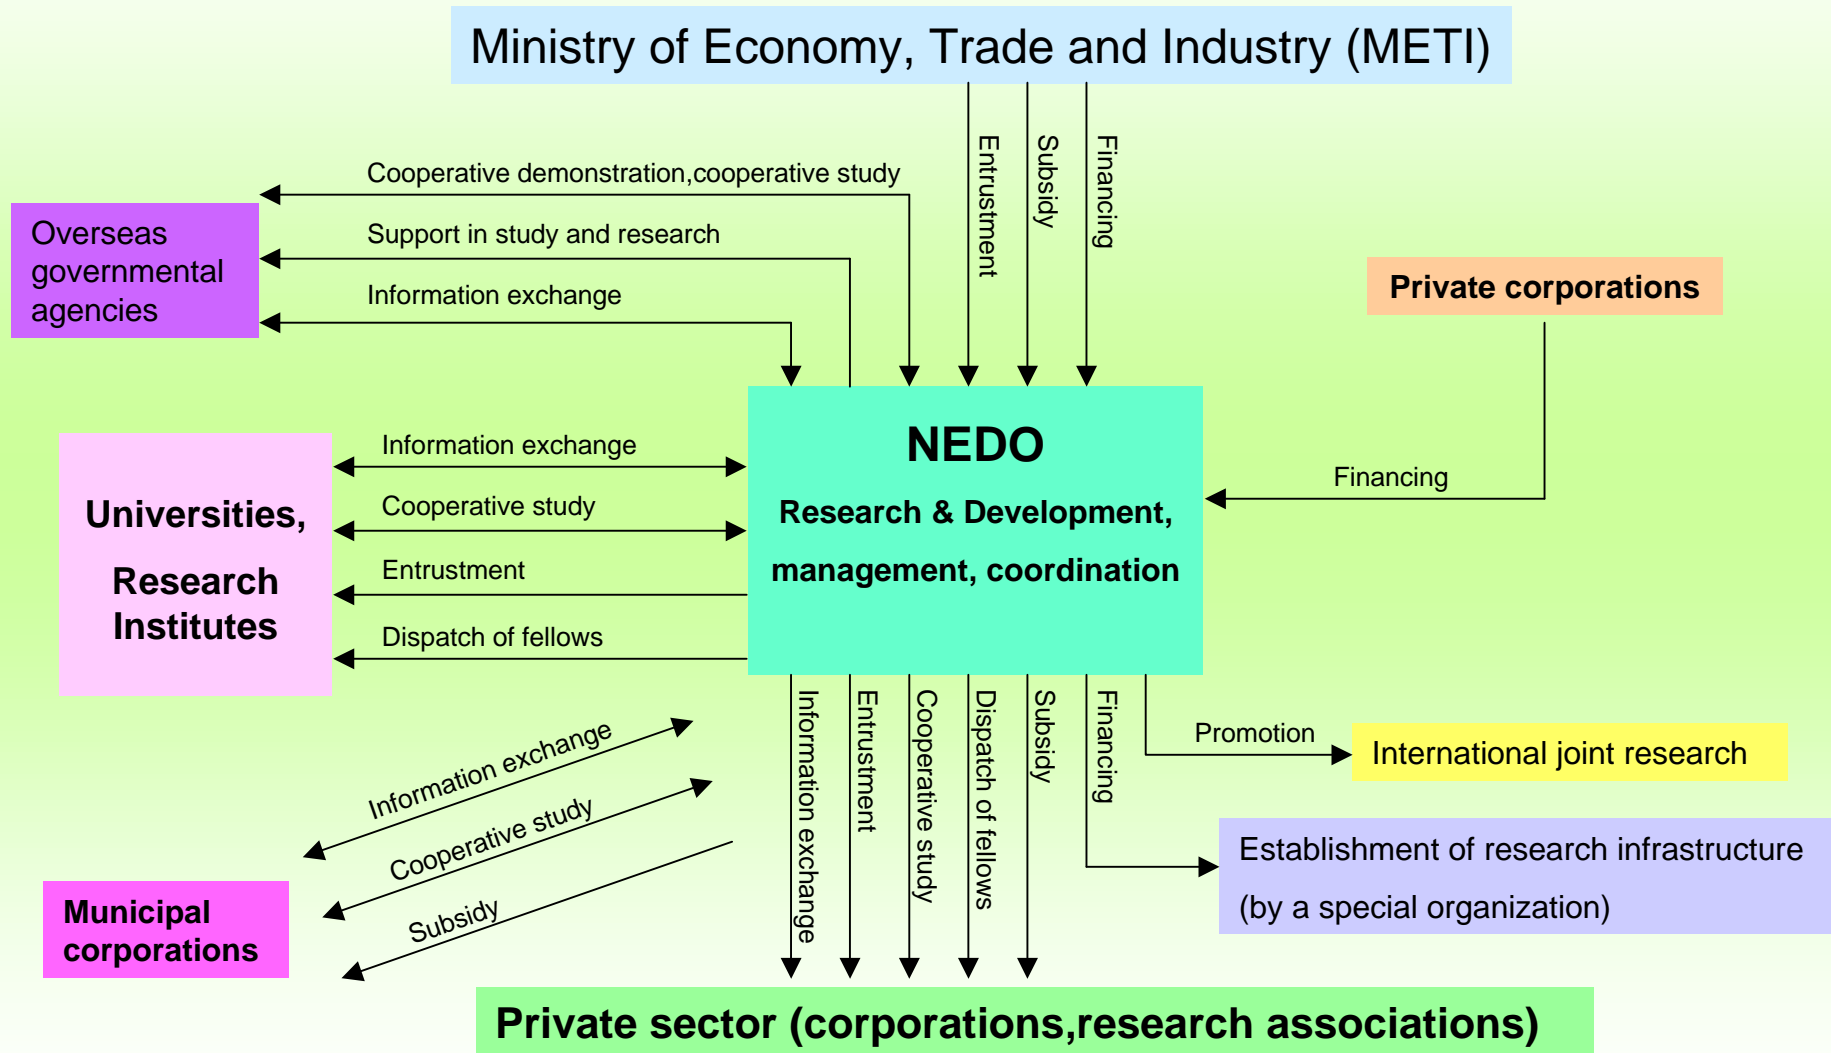 Ministry of Economy, Trade and Industry (METI)
Entrustment
Subsidy
Financing
Cooperative demonstration,cooperative study
Support in study and research
Information exchange
Overseas
governmental
agencies
Private corporations
Financing
NEDO
Research & Development,
management, coordination
Information exchange
Cooperative study
Entrustment
Dispatch of fellows
Universities,
Research
Institutes
Information exchange
Entrustment
Cooperative study
Dispatch of fellows
Subsidy
Financing
Promotion
International joint research
Establishment of research infrastructure
(by a special organization)
Information exchange
Cooperative study
Subsidy
Municipal
corporations
Private sector (corporations,research associations)